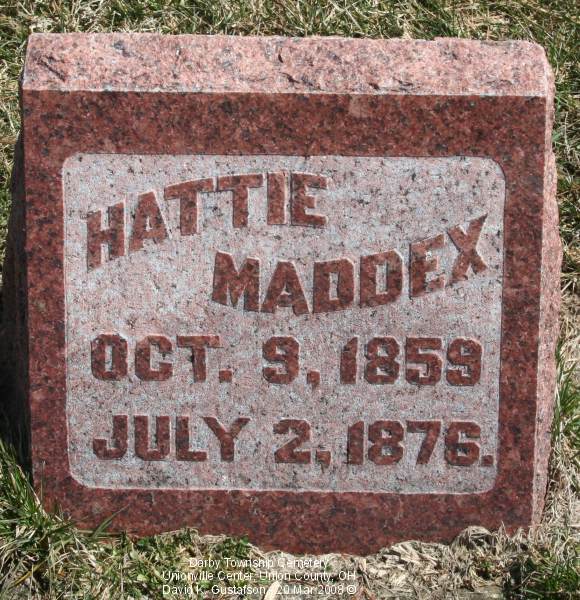 HATTIE
MADDEX
OCT. 9, 1859
JULY 2, 1876.
Darby Township Cemetery
Unionville Center, Union County, OH
David K. Gustafson 20 Mar 2008 ©